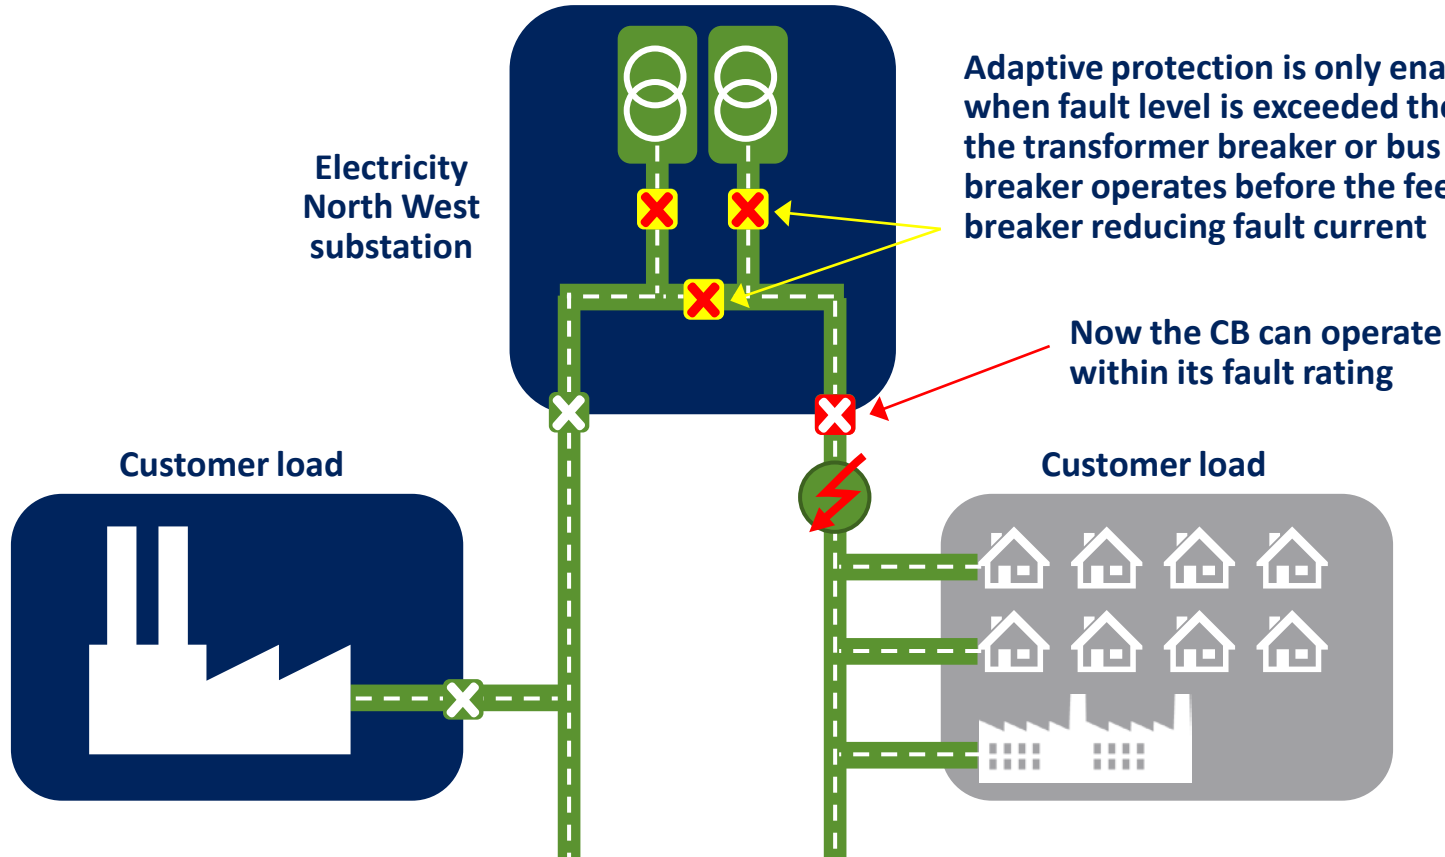 Electricity
North West
substation
Adaptive protection is only
when fault level is exceeded
the transformer breaker or bus
breaker operates before the
breaker reducing fault current
Now the CB can operate
within its fault rating
Customer load
Customer load